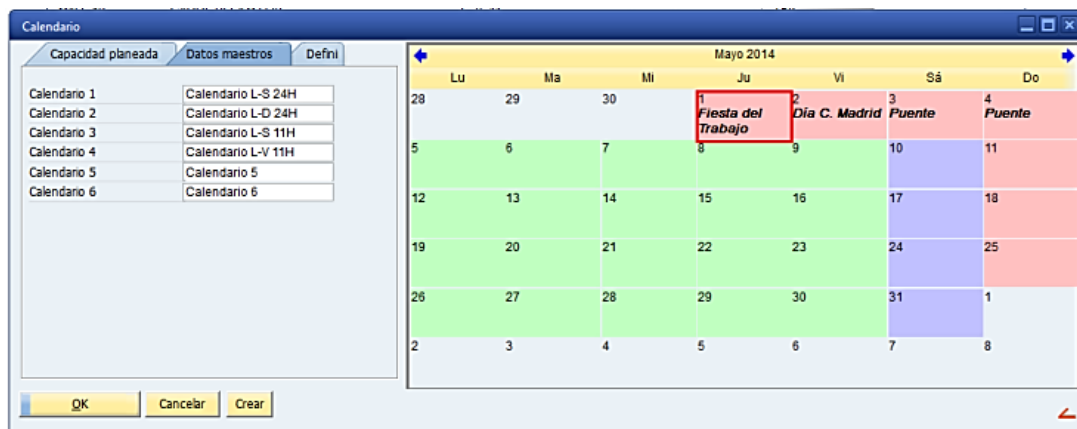 Calendario
Capacidad planeada Datos maestros Defini
Calendario 1 Calendario L-S 24H
Calendario 2 Calendario L-D 24H
Calendario 3 Calendario L-S 11H
Calendario 4 Calendario L-V 11H
Calendario 5 Calendario 5
Calendario 6 Calendario 6
OK Cancelar Crear
Mayo 2014
Lu Ma Mi Ju Vi Sá Do
28 29 30 1 2 3 4
Fiesta del Día C. Madrid Puente Puente
Trabajo
5 6 7 8 9 10 11
12 13 14 15 16 17 18
19 20 21 22 23 24 25
26 27 28 29 30 31 1
2 3 4 5 6 7 8